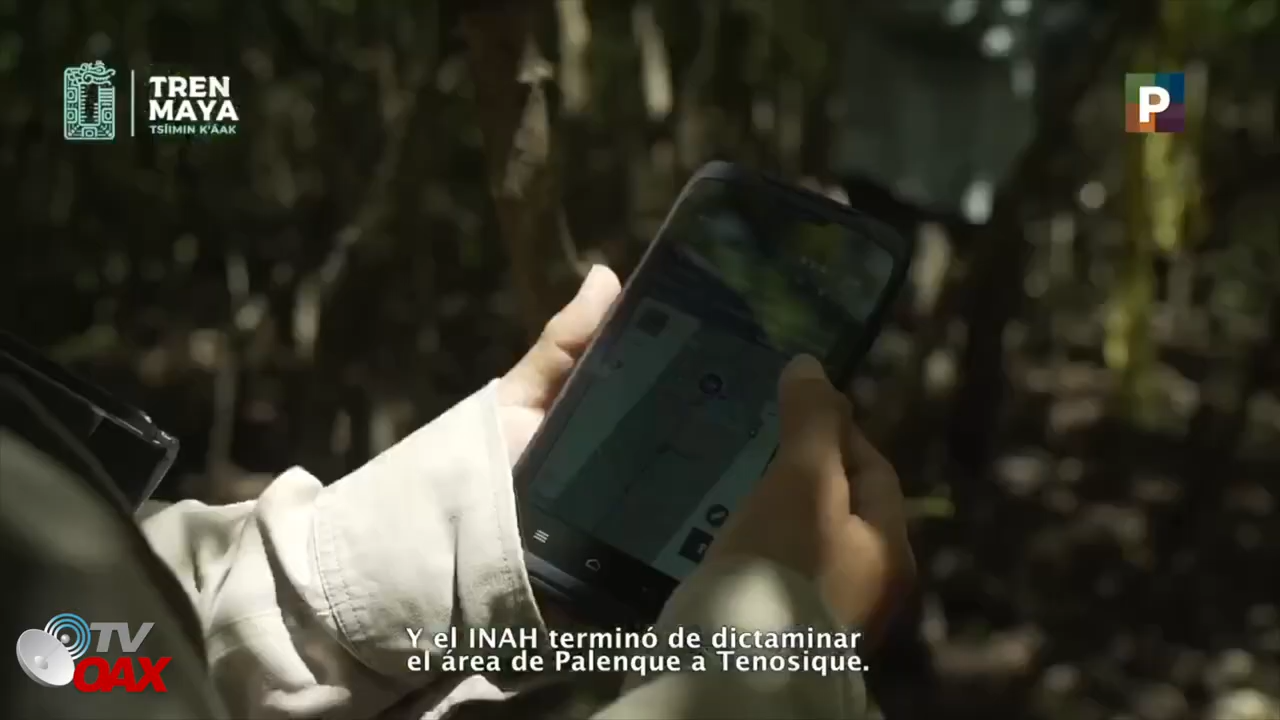 TREN
MAYA
TSÍIMIN K'ÁAK
P
TV
OAX
Y el INAH terminó de dictaminar
el área de Palenque a Tenosique.